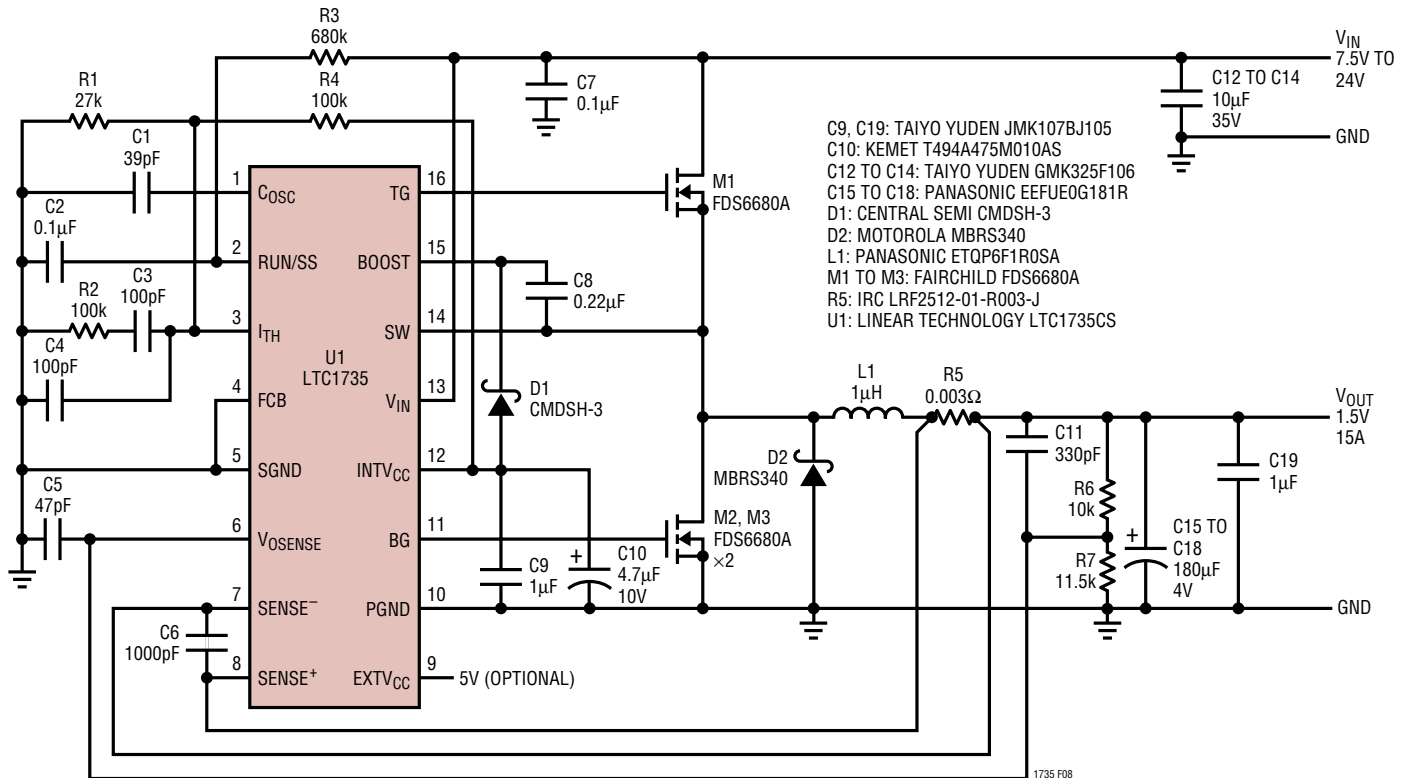 R3
680k
R1
27k
R4
100k
C1
39pF
C2
0.1µF
R2
100k
C3
100pF
C4
100pF
C5
47pF
C6
1000pF
C7
0.1µF
VIN
7.5V TO
24V
C12 TO C14
10µF
35V
GND
C9, C19: TAIYO YUDEN JMK107BJ105
C10: KEMET T494A475M010AS
C12 TO C14: TAIYO YUDEN GMK325F106
C15 TO C18: PANASONIC EEFUE0G181R
D1: CENTRAL SEMI CMDSH-3
D2: MOTOROLA MBRS340
L1: PANASONIC ETQP6F1R0SA
M1 TO M3: FAIRCHILD FDS6680A
R5: IRC LRF2512-01-R003-J
U1: LINEAR TECHNOLOGY LTC1735CS
1
COSC
2
RUN/SS
3
ITH
4
FCB
5
SGND
6
VOSENSE
7
SENSE–
8
SENSE+
U1
LTC1735
16
TG
15
BOOST
14
SW
13
VIN
12
INTVCC
11
BG
10
PGND
9
EXTVCC
5V (OPTIONAL)
M1
FDS6680A
C8
0.22µF
D1
CMDSH-3
M2, M3
FDS6680A
×2
C9
1µF
+
C10
4.7µF
10V
D2
MBRS340
L1
1µH
R5
0.003Ω
C11
330pF
R6
10k
R7
11.5k
+
C15 TO
C18
180µF
4V
C19
1µF
VOUT
1.5V
15A
GND
1735 F08